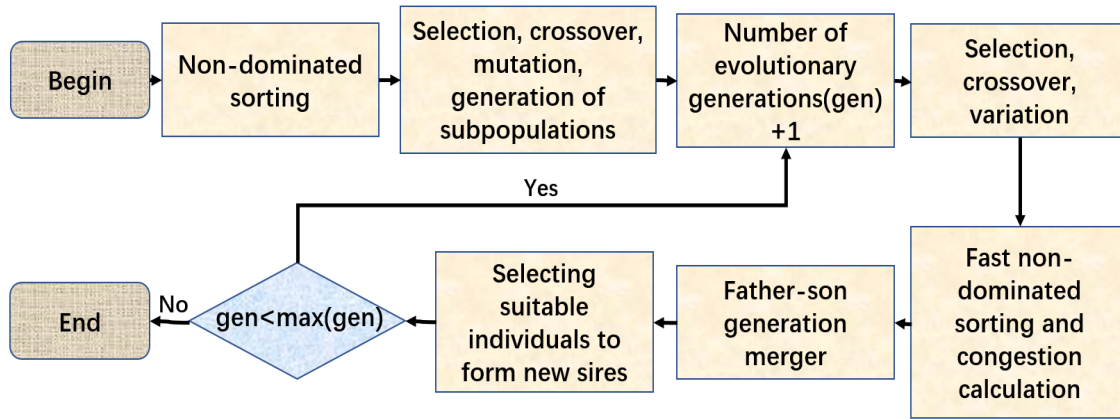 Begin
Non-dominated
sorting
Selection, crossover,
mutation,
generation of
subpopulations
Number of
evolutionary
generations(gen)
+1
Selection,
crossover,
variation
Yes
Fast non-
dominated
sorting and
congestion
calculation
Father-son
generation
merger
Selecting
suitable
individuals to
form new sires
gen<max(gen)
No
End